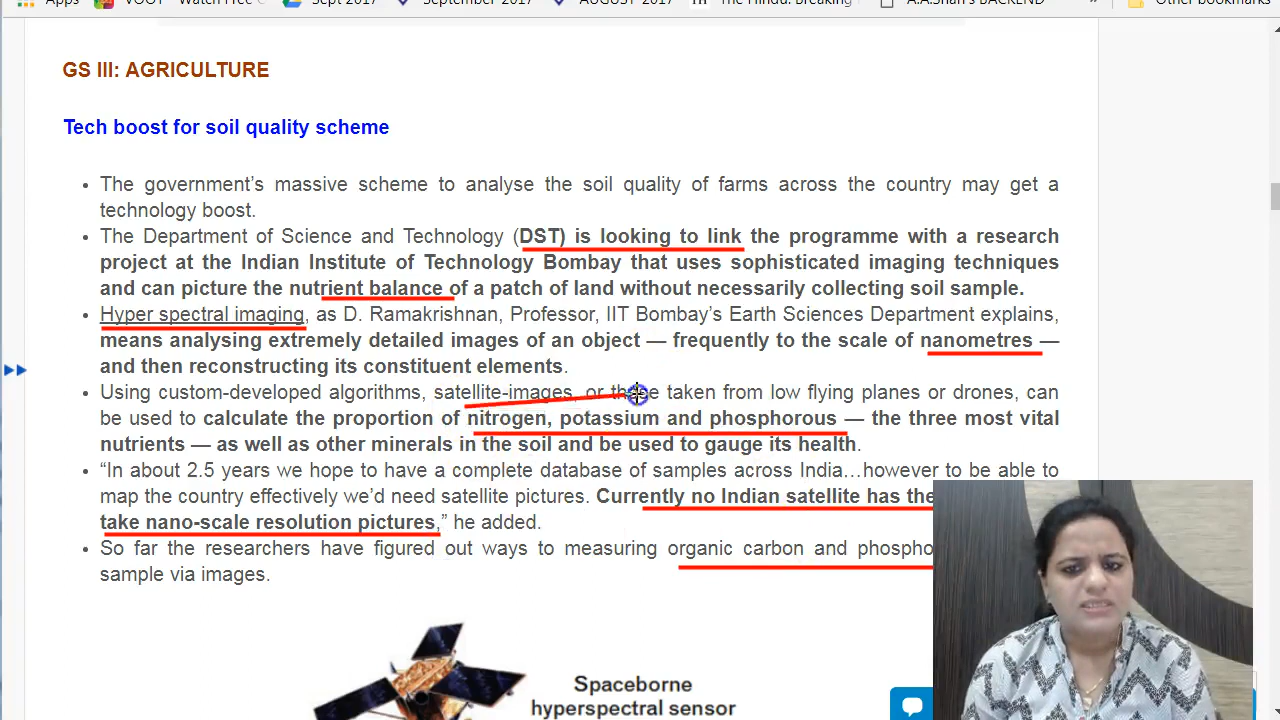 Apps
VOOT
Watch Free
Sept 2017
September 2017
AUGUST 2017
The Hindu: Breaking
A.A.Shah's BACKEND
»
Other bookmarks
GS III: AGRICULTURE
Tech boost for soil quality scheme
• The government's massive scheme to analyse the soil quality of farms across the country may get a
technology boost.
• The Department of Science and Technology (DST) is looking to link the programme with a research
project at the Indian Institute of Technology Bombay that uses sophisticated imaging techniques
and can picture the nutrient balance of a patch of land without necessarily collecting soil sample.
• Hyper spectral imaging, as D. Ramakrishnan, Professor, IIT Bombay's Earth Sciences Department explains,
means analysing extremely detailed images of an object — frequently to the scale of nanometres —
and then reconstructing its constituent elements.
• Using custom-developed algorithms, satellite-images, or those taken from low flying planes or drones, can
be used to calculate the proportion of nitrogen, potassium and phosphorous — the three most vital
nutrients — as well as other minerals in the soil and be used to gauge its health.
• “In about 2.5 years we hope to have a complete database of samples across India…however to be able to
map the country effectively we'd need satellite pictures. Currently no Indian satellite has the
take nano-scale resolution pictures,” he added.
• So far the researchers have figured out ways to measuring organic carbon and phospho
sample via images.
Spaceborne
hyperspectral sensor